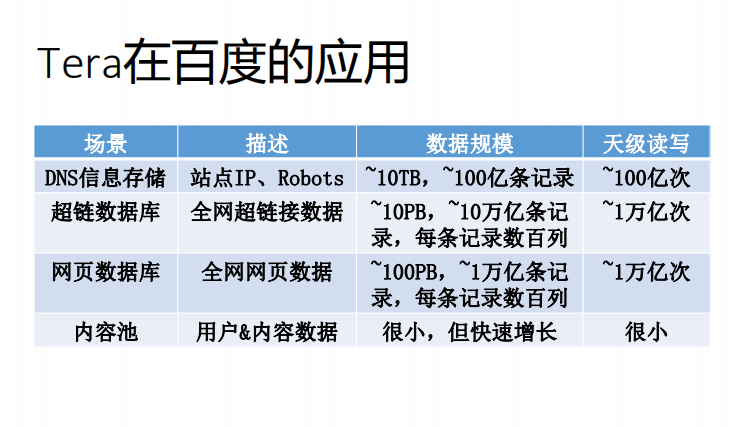 Tera在百度的应用
场景 描述 数据规模 天级读写
DNS信息存储 站点IP、Robots ~10TB，~100亿条记录 ~100亿次
超链数据库 全网超链接数据 ~10PB，~10万亿条记
录，每条记录数百列 ~1万亿次
网页数据库 全网网页数据 ~100PB，~1万亿条记
录，每条记录数百列 ~1万亿次
内容池 用户&内容数据 很小，但快速增长 很小